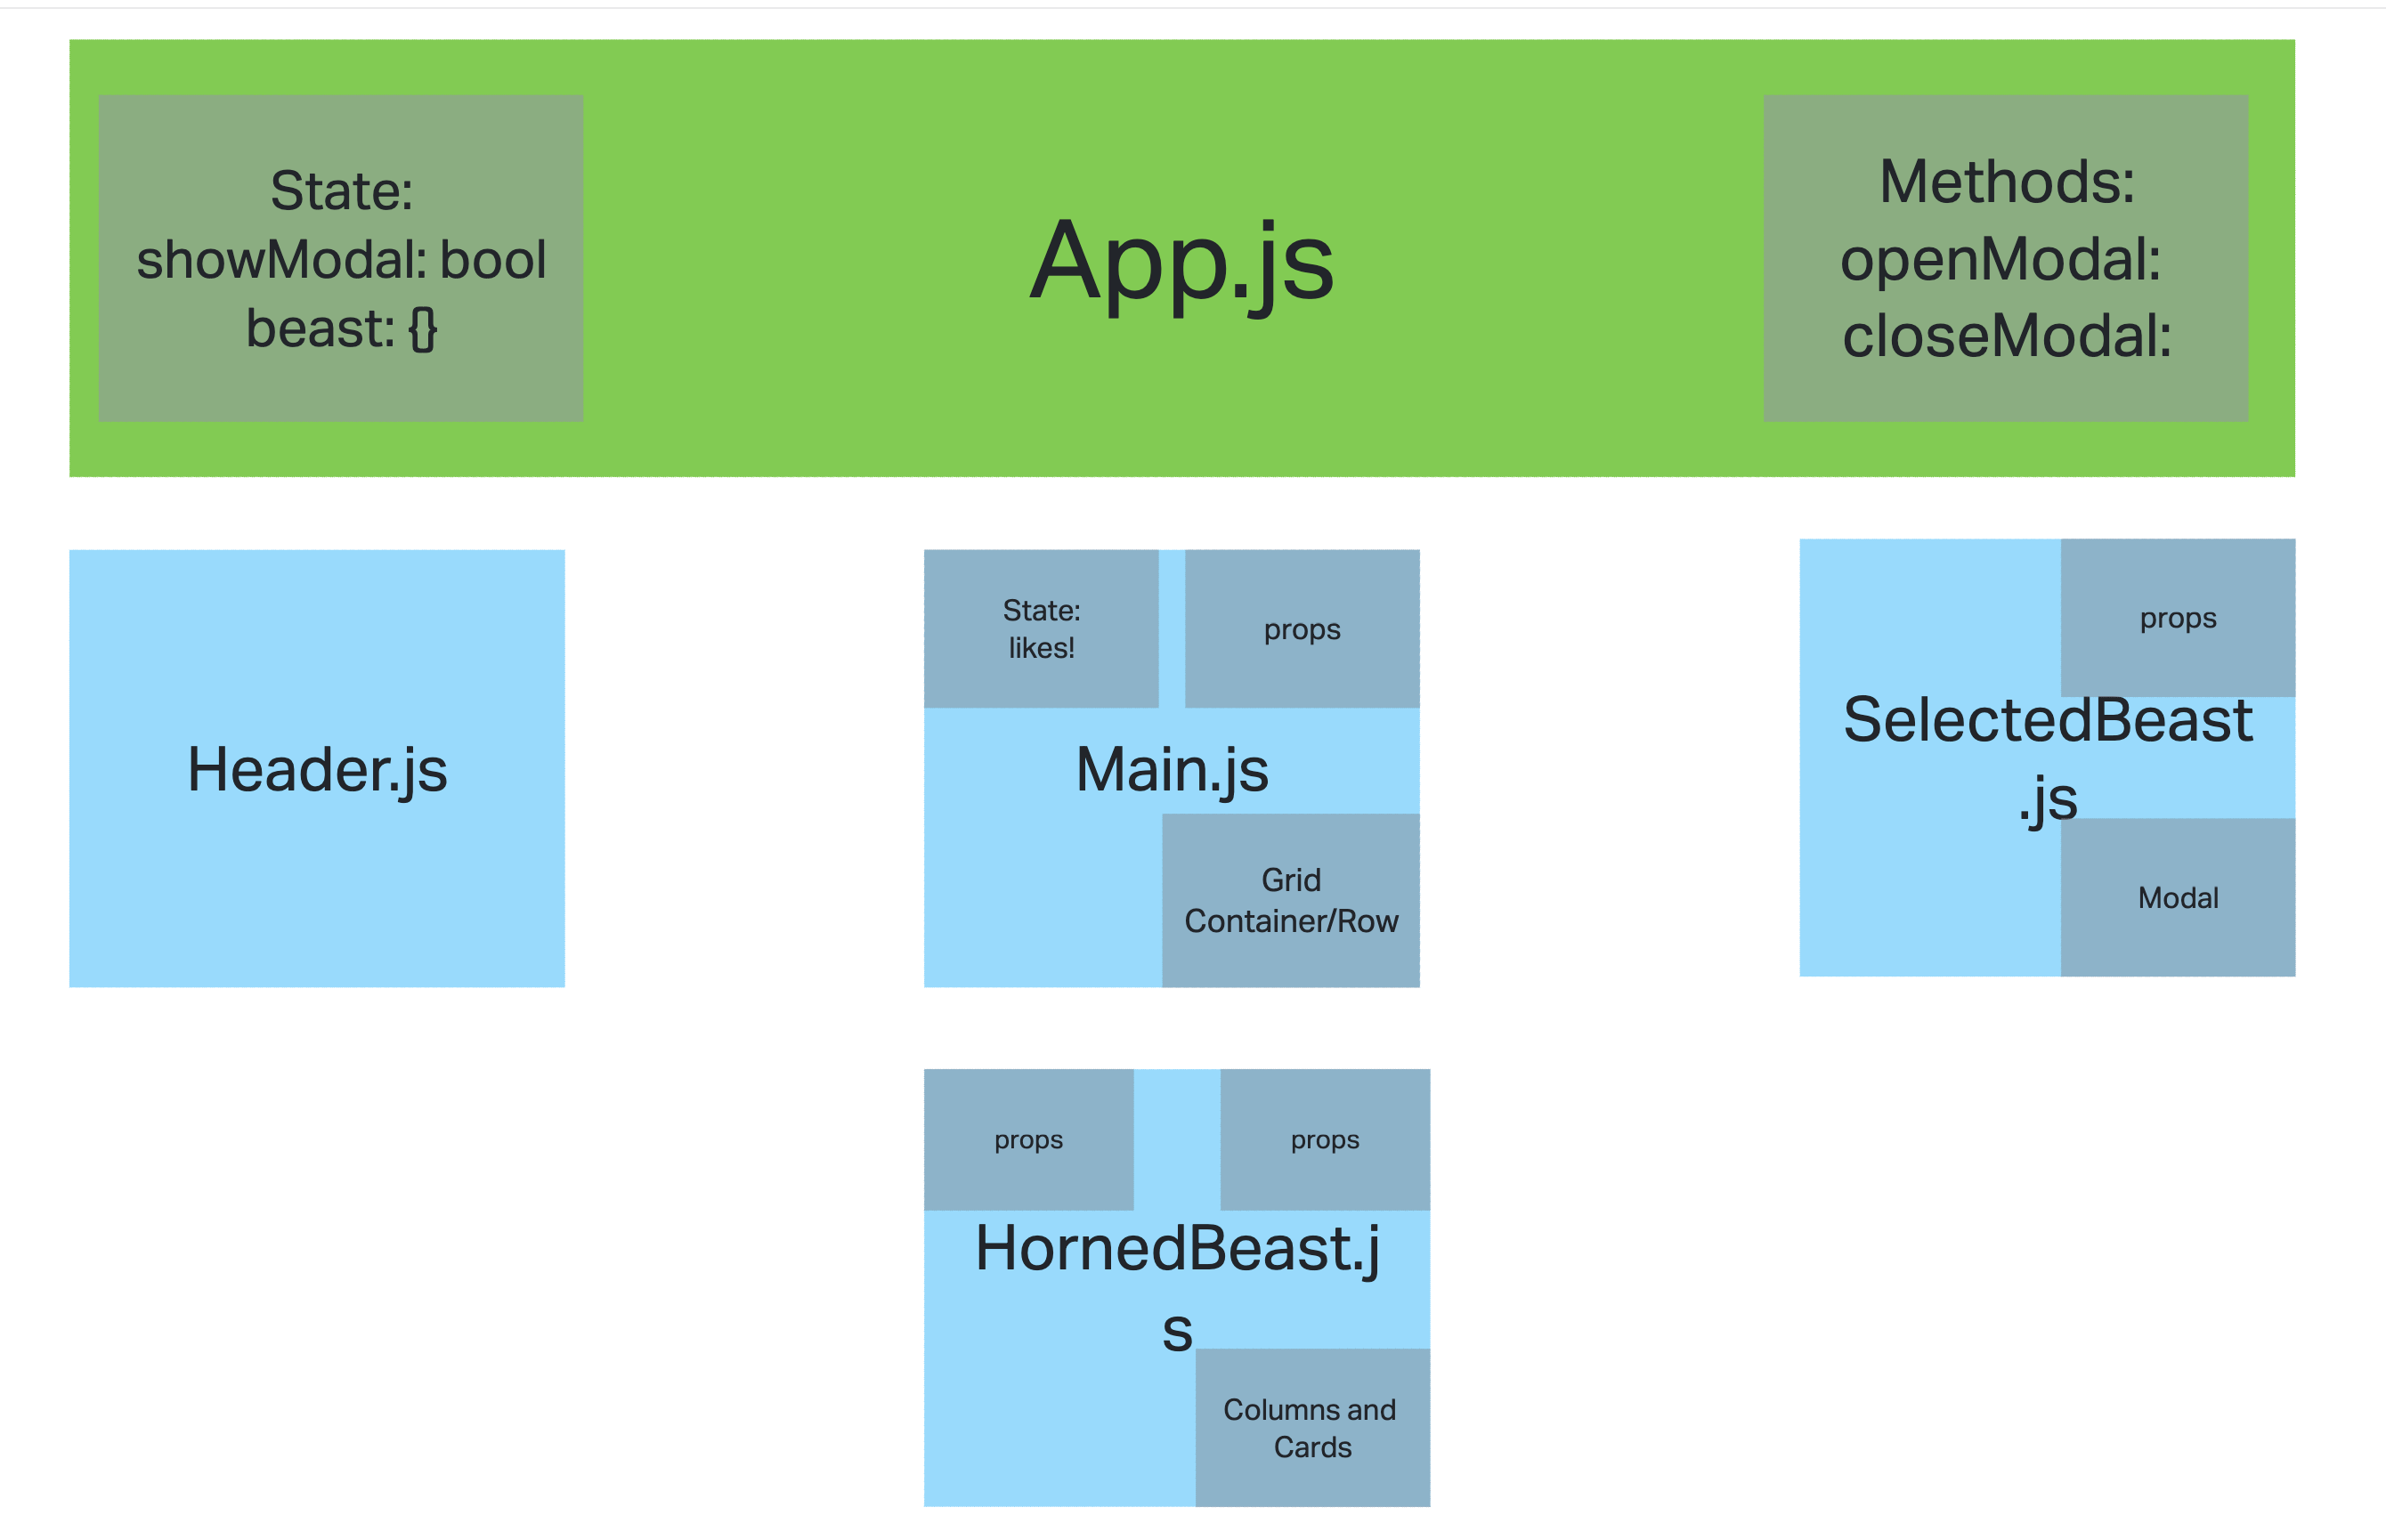 State:
showModal: bool
beast: {}
App.js
Methods:
openModal:
closeModal:
Header.js
State:
likes!
props
Main.js
Grid
Container/Row
props
SelectedBeast
.js
Modal
props
props
HornedBeast.j
s
Columns and
Cards